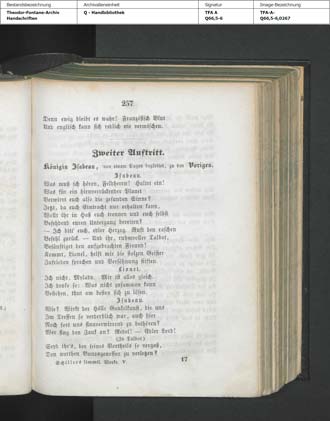 Bestandsbezeichnung
Archivalieneinheit
Signatur
Image-Bezeichnung
Theodor-Fontane-Archiv
Handschriften
Q - Handbibliothek
TFA A
Q66,5-6
TFA-A-
Q66,5-6,0267
257
Denn ewig bleibt es wahr! Französisch Blut
Und englisch kann sich redlich nie vermischen.
Zweiter Auftritt.
Königin Isabeau, von einem Pagen begleitet, zu den Vorigen.
Isabeau.
Was muß ich hören, Feldherren! Haltet ein!
Was für ein hirnverrückender Planet
Verwirrt euch also die gesunden Sinne?
Jetzt, da euch Eintracht nur erhalten kann,
Wollt ihr in Haß euch trennen und euch selbst
Befehdend euren Untergang bereiten?
— Ich bitt' euch, edler Herzog. Ruft den raschen
Befehl zurück. — Und ihr, ruhmvoller Talbot,
Besänftiget den aufgebrachten Freund!
Kommt, Lionel, helft mir die stolzen Geister
Zufrieden sprechen und Versöhnung stiften.
Lionel.
Ich nicht, Mylady. Mir ist alles gleich.
Ich denke so: Was nicht zusammen kann
Bestehen, thut am besten sich zu lösen.
Isabeau.
Wie? Wirkt der Hölle Gaukelkunst, die uns
Im Treffen so verderblich war, auch hier
Noch fort uns sinnverwirrend zu bethören?
Wer fing den Zank an? Redet! — Edler Lord!
(Zu Talbot)
Seyd ihr's, der seines Vortheils so vergaß,
Den werthen Bundsgenossen zu verletzen?
Schillers sämmtl. Werke. V.
17